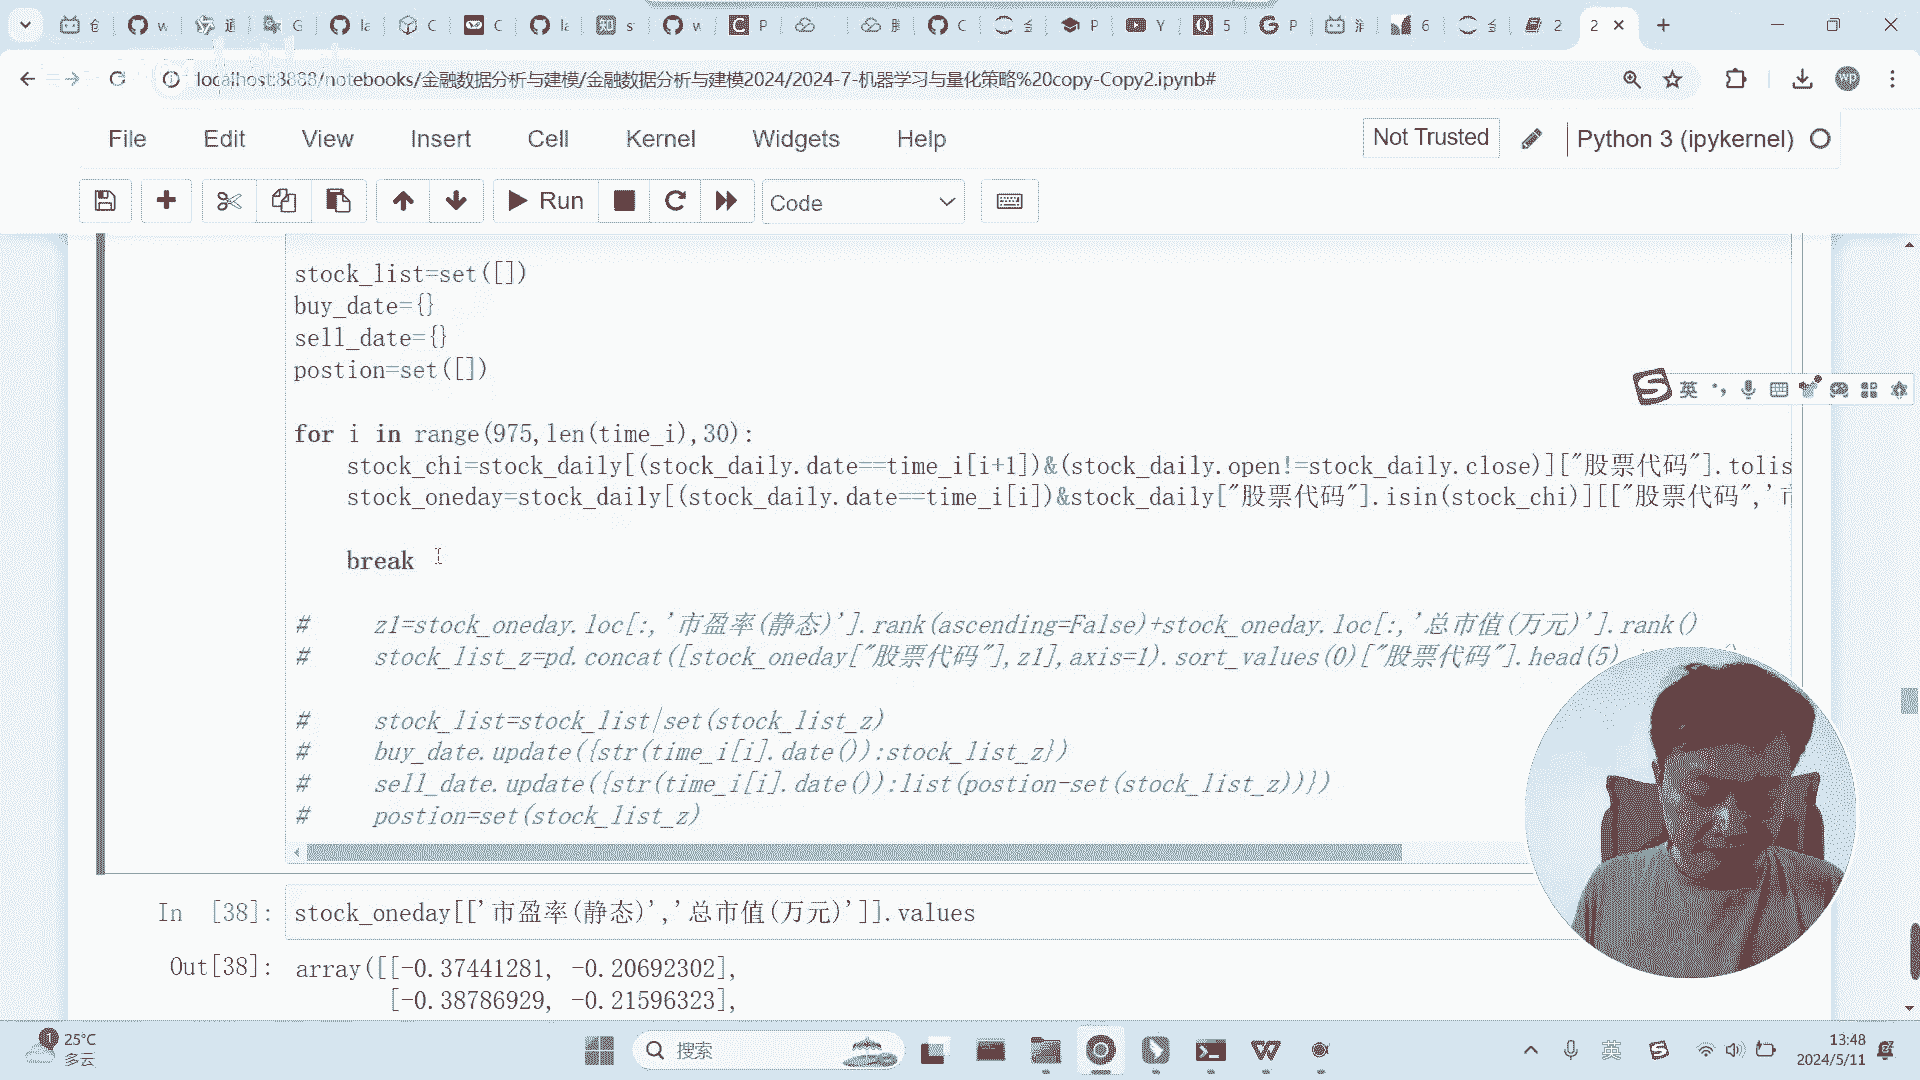 localhost:8888/notebooks/金融数据分析与建模/金融数据分析与建模2024/2024-7-机器学习与量化策略%20copy-Copy2.ipynb#
wp
File Edit View Insert Cell Kernel Widgets Help
Not Trusted
Python 3 (ipykernel)
Run
Code
stock_list=set([])
buy_date={}
sell_date={}
postion=set([])
for i in range(975,len(time_i),30):
stock_chi=stock_daily[(stock_daily.date==time_i[i+1])&(stock_daily.open!=stock_daily.close)]["股票代码"].tolis
stock_oneday=stock_daily[(stock_daily.date==time_i[i])&stock_daily["股票代码"].isin(stock_chi)][["股票代码",'市
break
# z1=stock_oneday.loc[:,'市盈率(静态)'].rank(ascending=False)+stock_oneday.loc[:,'总市值(万元)'].rank()
# stock_list_z=pd.concat([stock_oneday["股票代码"],z1],axis=1).sort_values(0)["股票代码"].head(5)
# stock_list=stock_list|set(stock_list_z)
# buy_date.update({str(time_i[i].date()):stock_list_z})
# sell_date.update({str(time_i[i].date()):list(postion-set(stock_list_z))})
# postion=set(stock_list_z)
In [38]: stock_oneday[['市盈率(静态)','总市值(万元)']].values
Out[38]: array([[-0.37441281, -0.20692302],
[-0.38786929, -0.21596323],
英
25°C
多云
搜索
英
13:48
2024/5/11